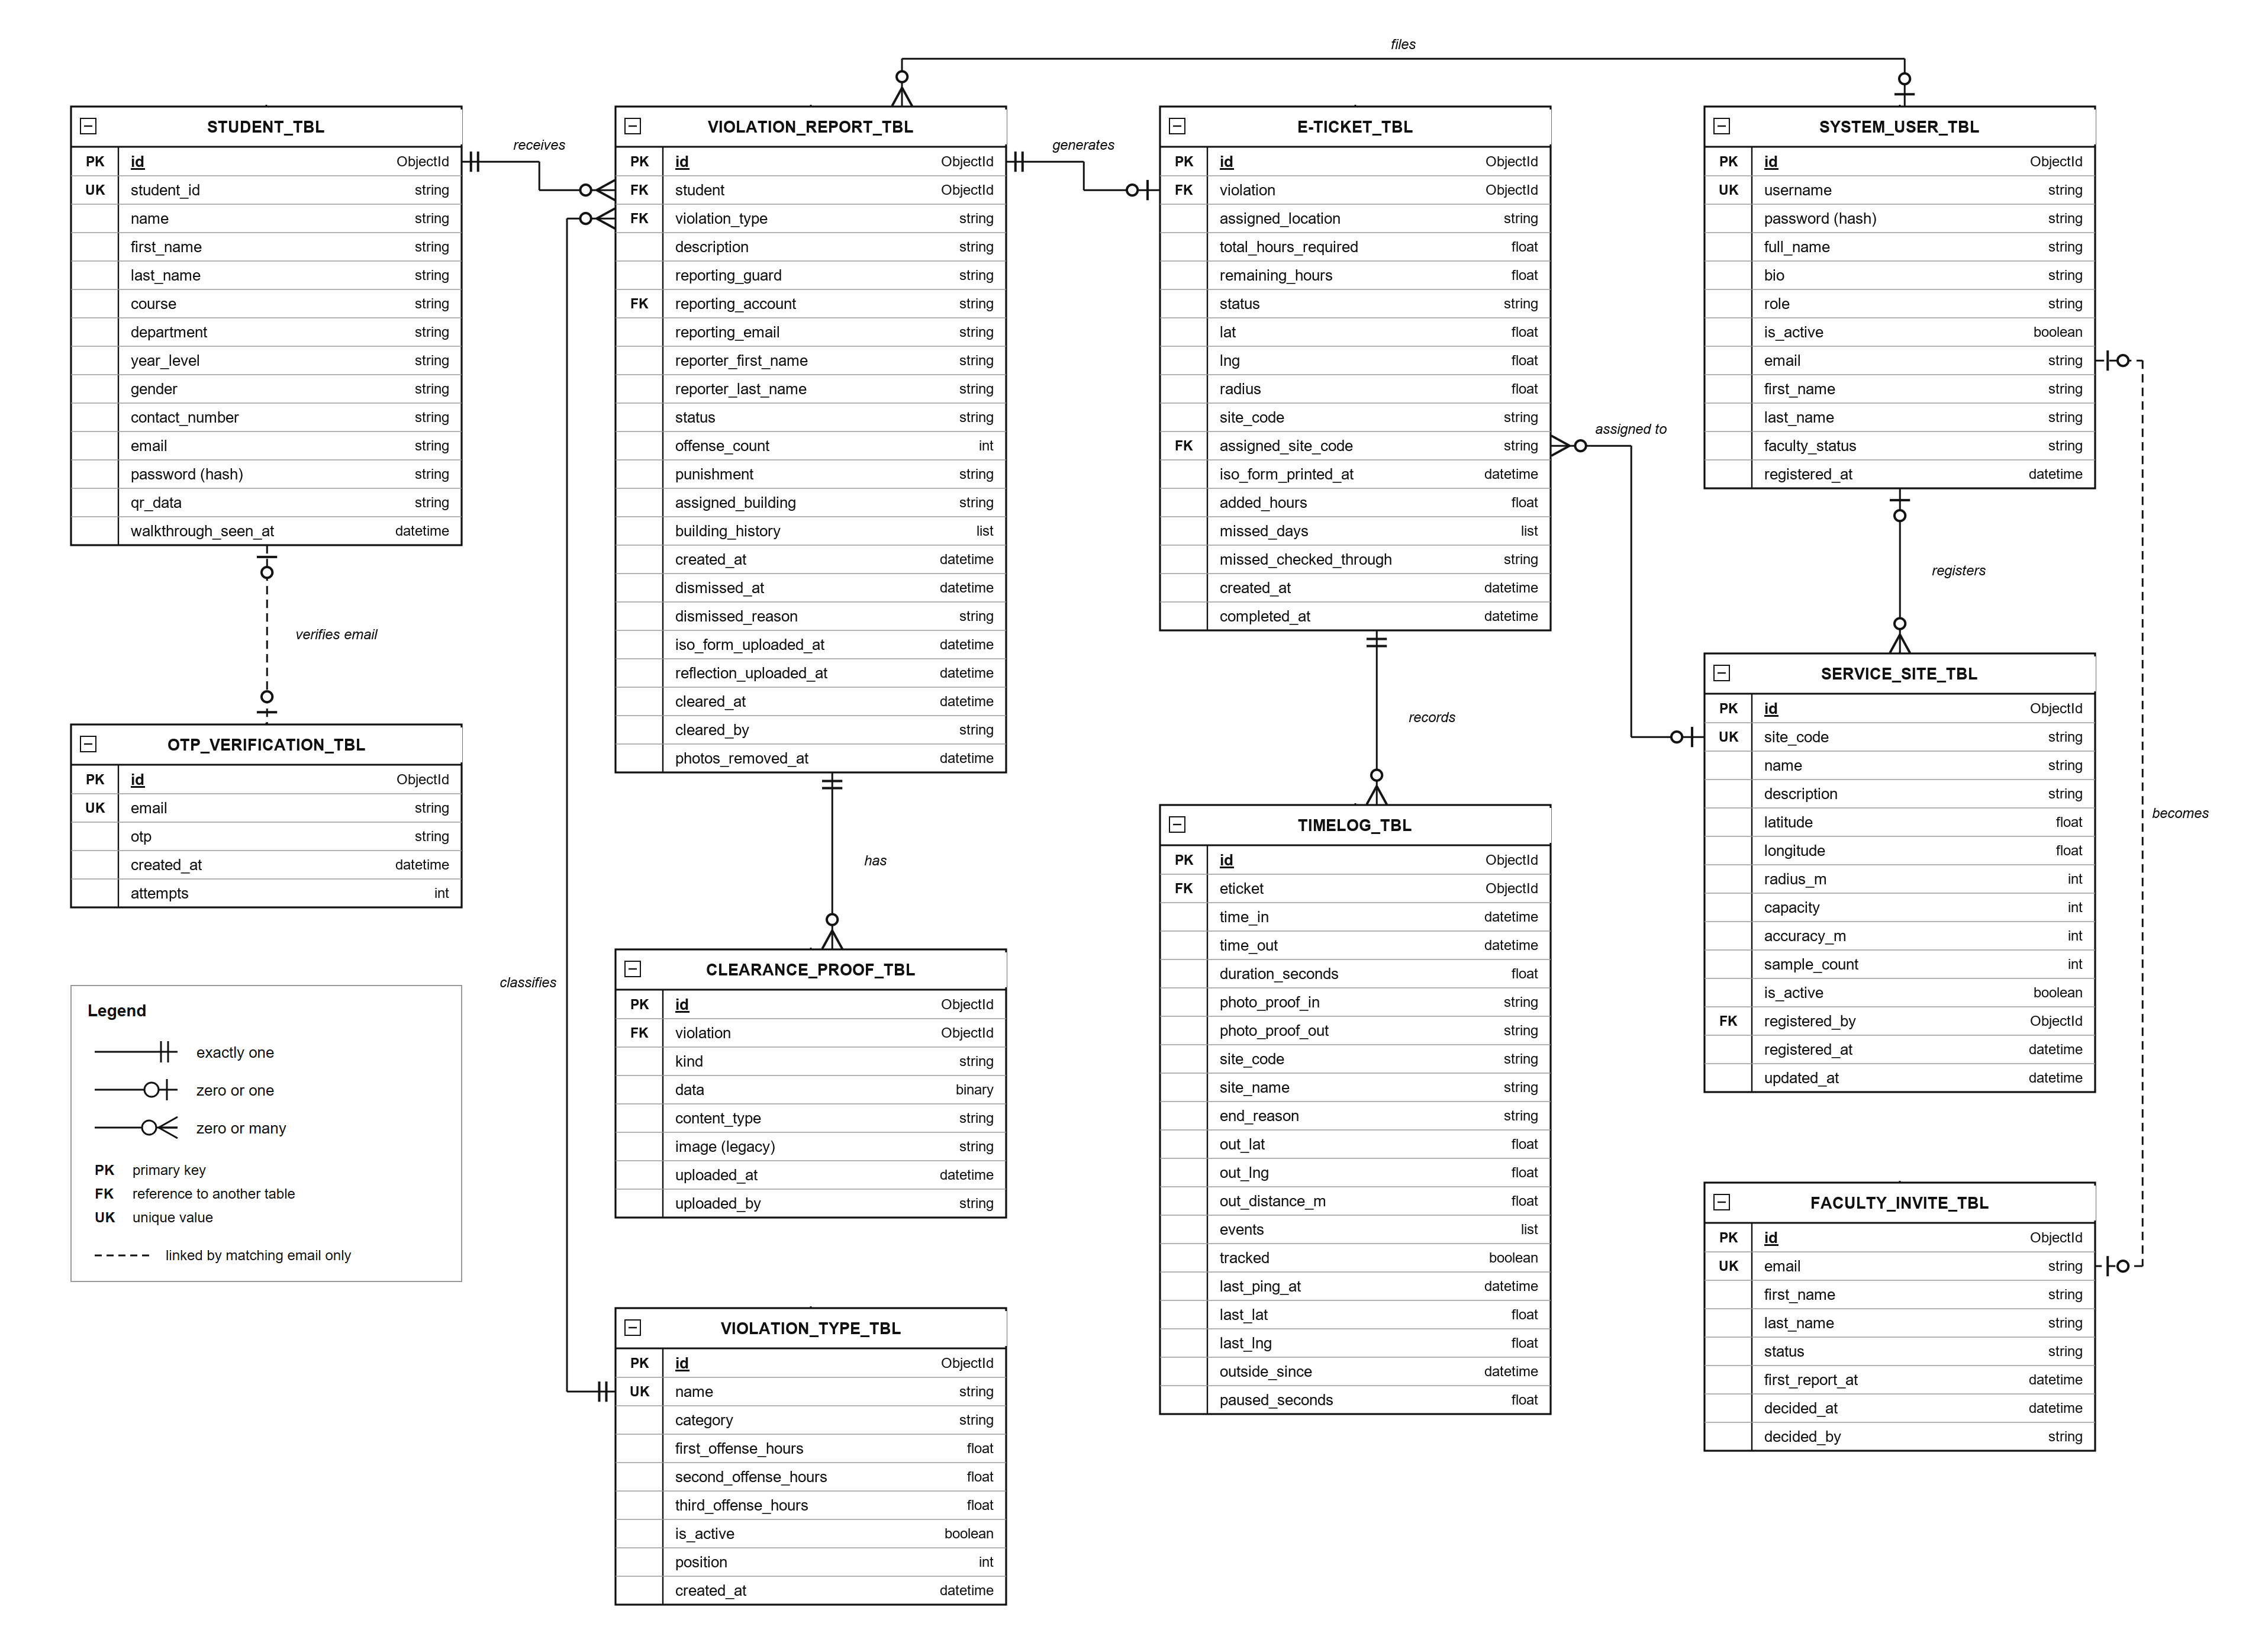 files
STUDENT_TBL
PK id ObjectId
UK student_id string
name string
first_name string
last_name string
course string
department string
year_level string
gender string
contact_number string
email string
password (hash) string
qr_data string
walkthrough_seen_at datetime
receives
VIOLATION_REPORT_TBL
PK id ObjectId
FK student ObjectId
FK violation_type string
description string
reporting_guard string
FK reporting_account string
reporting_email string
reporter_first_name string
reporter_last_name string
status string
offense_count int
punishment string
assigned_building string
building_history list
created_at datetime
dismissed_at datetime
dismissed_reason string
iso_form_uploaded_at datetime
reflection_uploaded_at datetime
cleared_at datetime
cleared_by string
photos_removed_at datetime
generates
E-TICKET_TBL
PK id ObjectId
FK violation ObjectId
assigned_location string
total_hours_required float
remaining_hours float
status string
lat float
lng float
radius float
site_code string
FK assigned_site_code string
iso_form_printed_at datetime
added_hours float
missed_days list
missed_checked_through string
created_at datetime
completed_at datetime
assigned to
SYSTEM_USER_TBL
PK id ObjectId
UK username string
password (hash) string
full_name string
bio string
role string
is_active boolean
email string
first_name string
last_name string
faculty_status string
registered_at datetime
registers
verifies email
OTP_VERIFICATION_TBL
PK id ObjectId
UK email string
otp string
created_at datetime
attempts int
has
classifies
CLEARANCE_PROOF_TBL
PK id ObjectId
FK violation ObjectId
kind string
data binary
content_type string
image (legacy) string
uploaded_at datetime
uploaded_by string
records
TIMELOG_TBL
PK id ObjectId
FK eticket ObjectId
time_in datetime
time_out datetime
duration_seconds float
photo_proof_in string
photo_proof_out string
site_code string
site_name string
end_reason string
out_lat float
out_lng float
out_distance_m float
events list
tracked boolean
last_ping_at datetime
last_lat float
last_lng float
outside_since datetime
paused_seconds float
SERVICE_SITE_TBL
PK id ObjectId
UK site_code string
name string
description string
latitude float
longitude float
radius_m int
capacity int
accuracy_m int
sample_count int
is_active boolean
FK registered_by ObjectId
registered_at datetime
updated_at datetime
becomes
Legend
exactly one
zero or one
zero or many
PK primary key
FK reference to another table
UK unique value
linked by matching email only
VIOLATION_TYPE_TBL
PK id ObjectId
UK name string
category string
first_offense_hours float
second_offense_hours float
third_offense_hours float
is_active boolean
position int
created_at datetime
FACULTY_INVITE_TBL
PK id ObjectId
UK email string
first_name string
last_name string
status string
first_report_at datetime
decided_at datetime
decided_by string